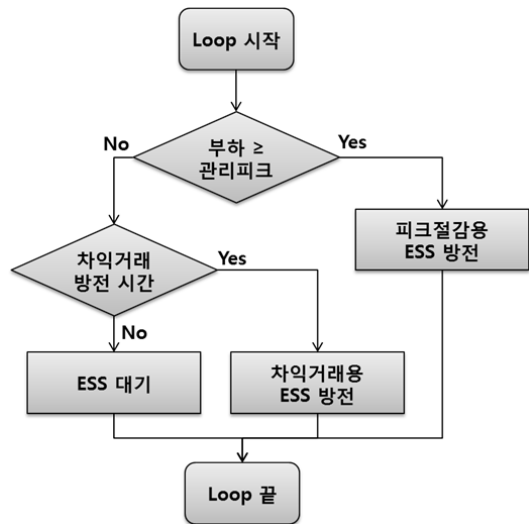 Loop 시작
부하 ≥
관리피크
No
Yes
차익거래
방전 시간
Yes
No
피크절감용
ESS 방전
ESS 대기
차익거래용
ESS 방전
Loop 끝